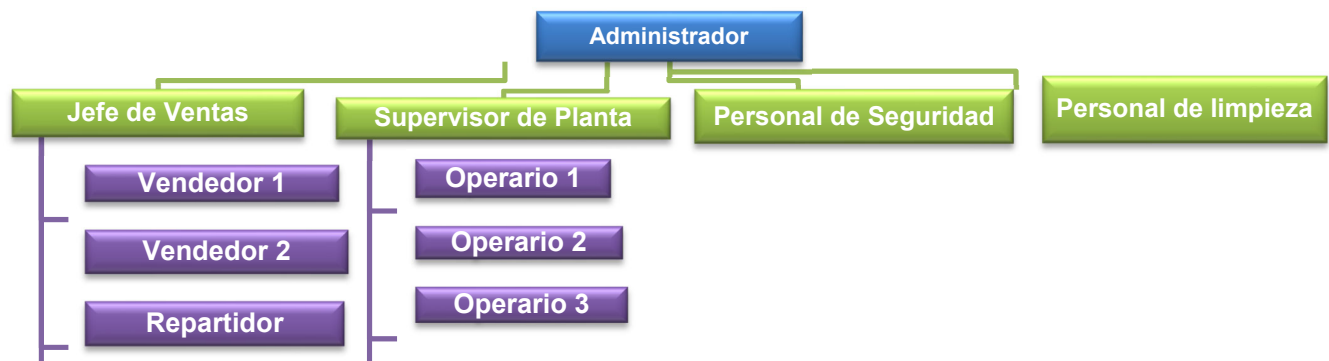 Administrador
Jefe de Ventas
Supervisor de Planta
Personal de Seguridad
Personal de limpieza
Vendedor 1
Operario 1
Vendedor 2
Operario 2
Repartidor
Operario 3